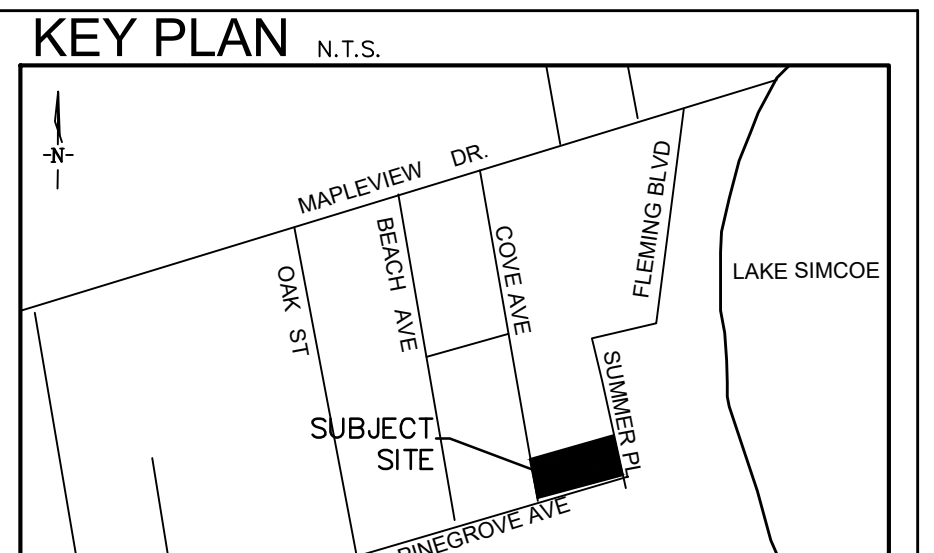 KEY PLAN N.T.S.
-N-
MAPLEVIEW DR.
FLEMING BLVD
BEACH AVE
COVE AVE
OAK ST
LAKE SIMCOE
SUMMER PL
SUBJECT
SITE
PINEGROVE AVE